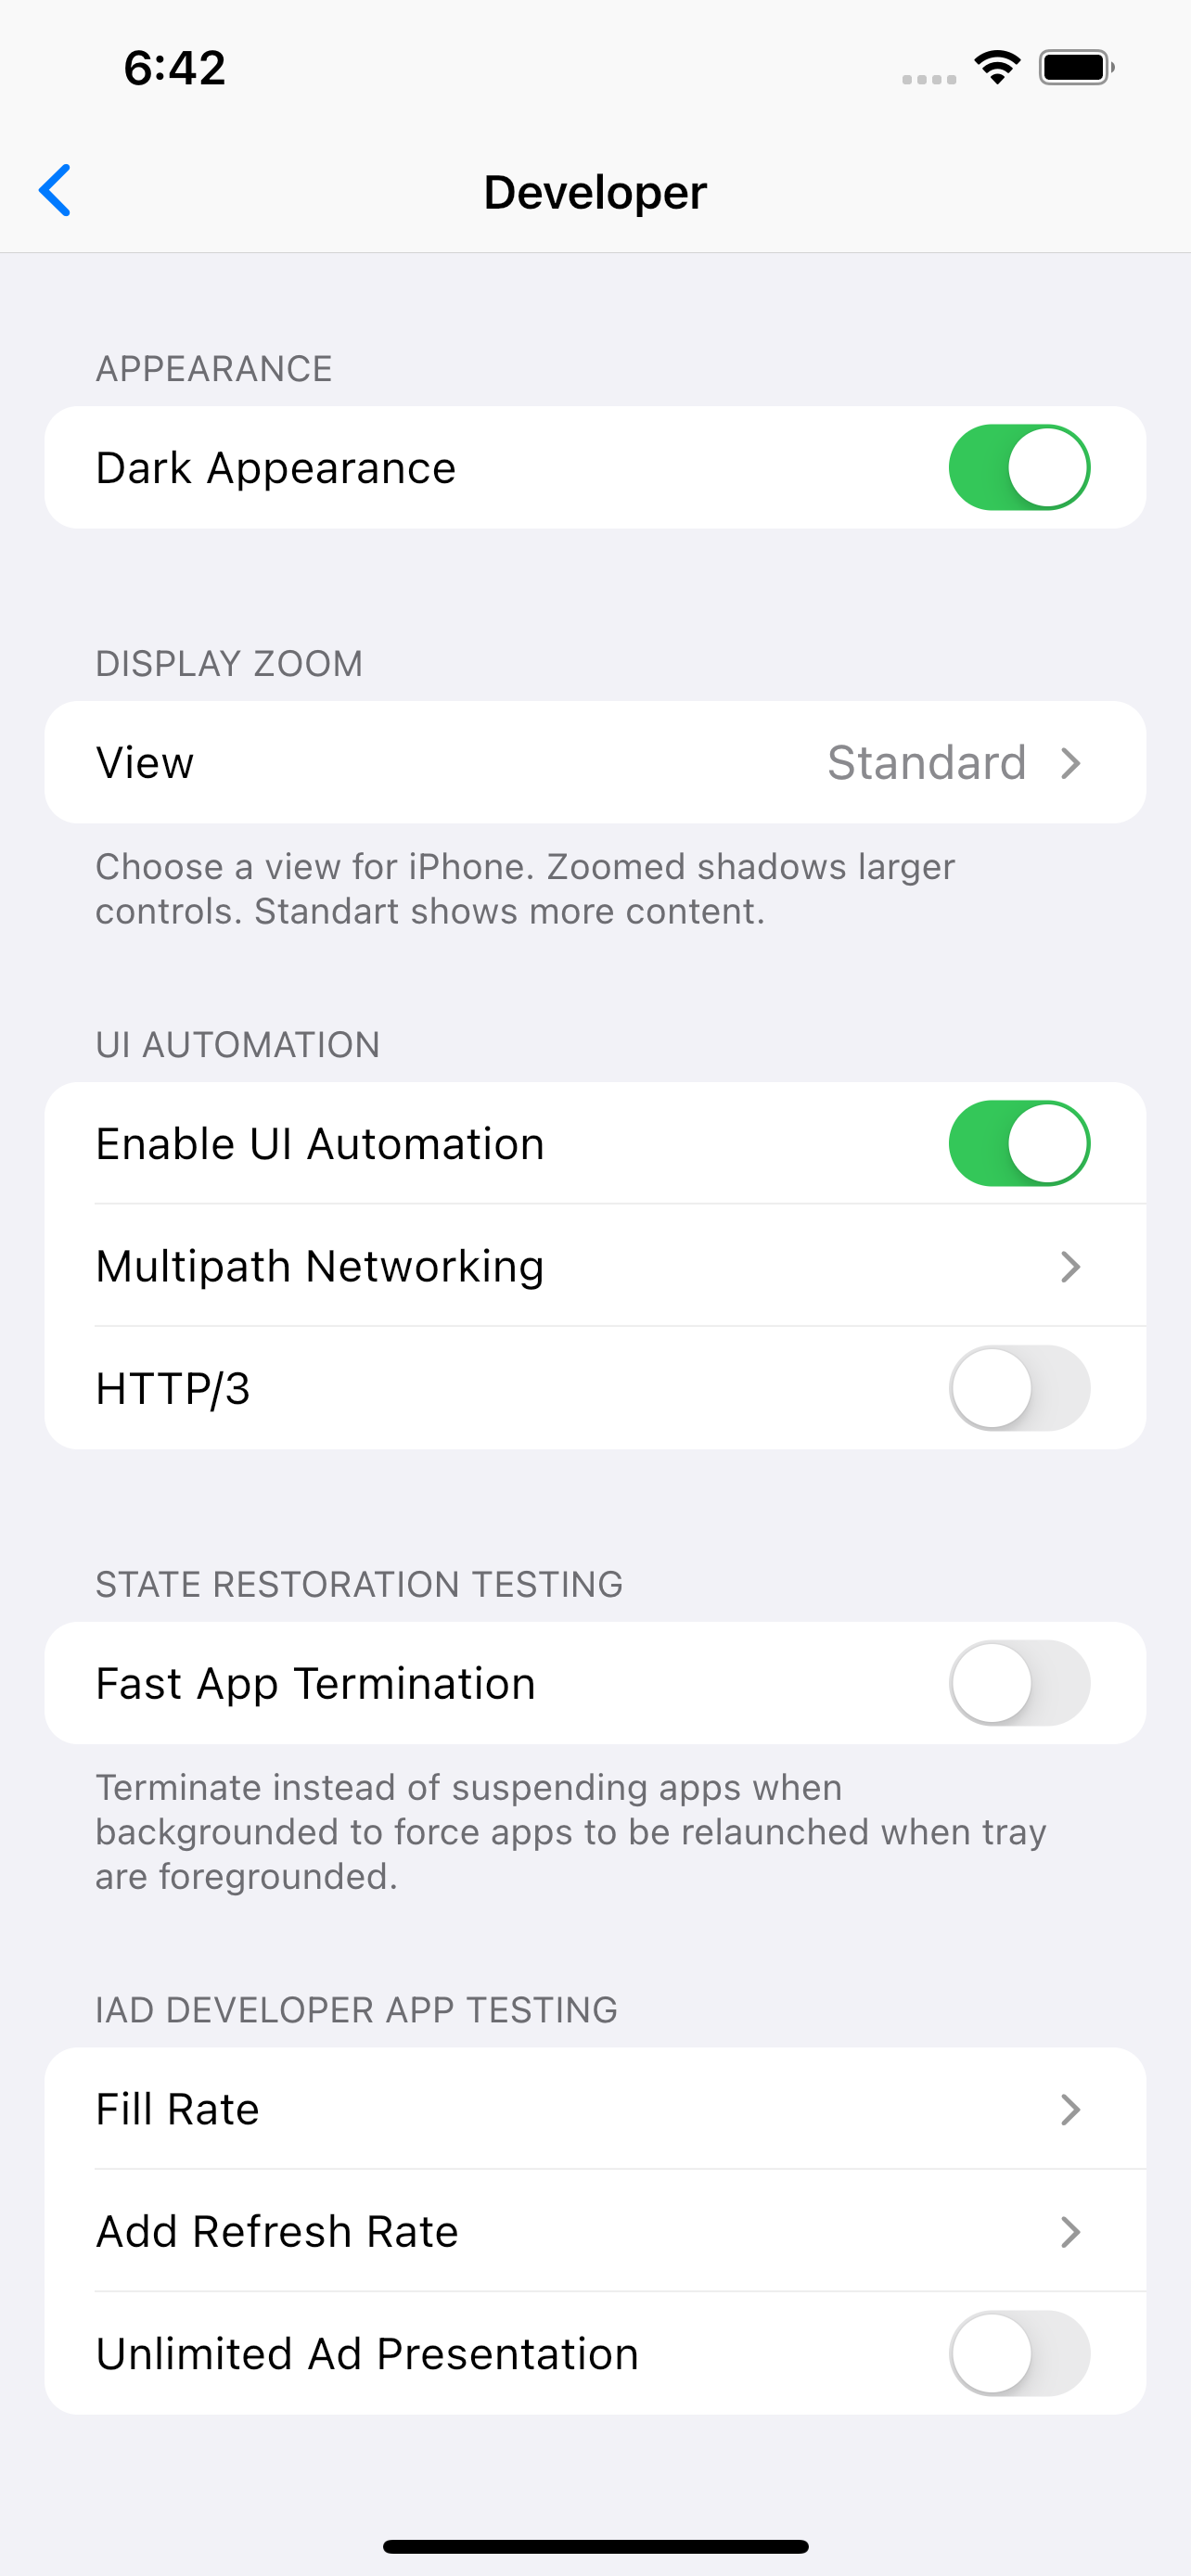 6:42
Developer
APPEARANCE
Dark Appearance
DISPLAY ZOOM
View Standard
Choose a view for iPhone. Zoomed shadows larger
controls. Standart shows more content.
UI AUTOMATION
Enable UI Automation
Multipath Networking
HTTP/3
STATE RESTORATION TESTING
Fast App Termination
Terminate instead of suspending apps when
backgrounded to force apps to be relaunched when tray
are foregrounded.
IAD DEVELOPER APP TESTING
Fill Rate
Add Refresh Rate
Unlimited Ad Presentation